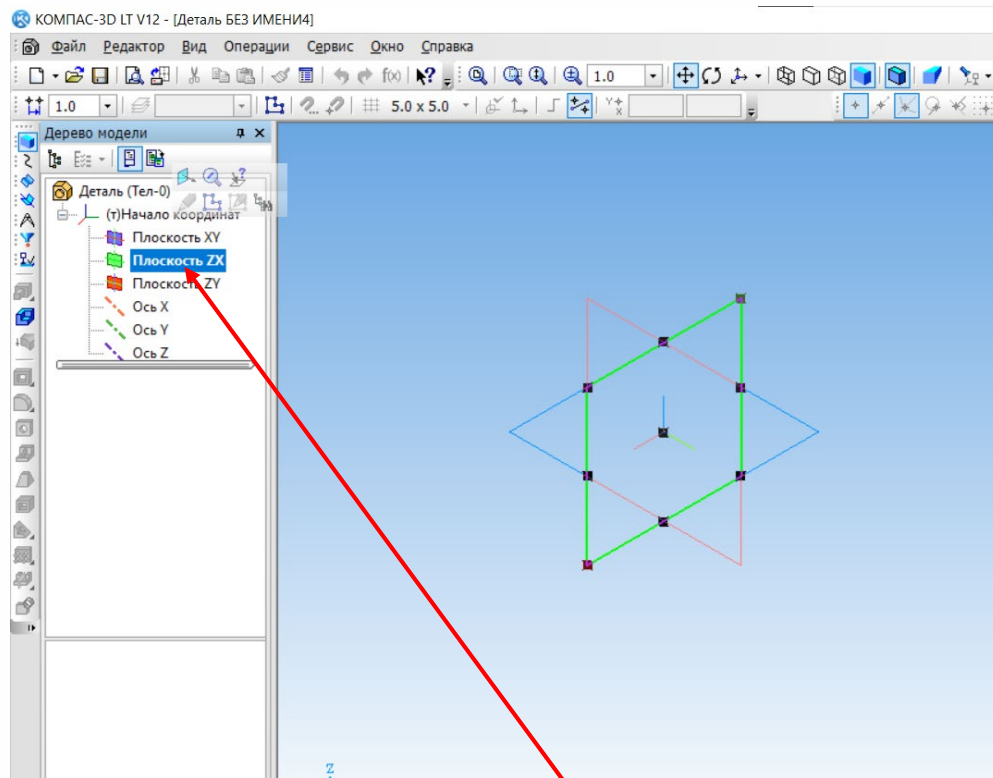 КОМПАС-3D LT V12 - [Деталь БЕЗ ИМЕНИ4]
Файл Редактор Вид Операции Сервис Окно Справка
f(x) 1.0
1.0 5.0 x 5.0
Дерево модели
Деталь (Тел-0)
(т)Начало координат
Плоскость XY
Плоскость ZX
Плоскость ZY
Ось X
Ось Y
Ось Z
Z